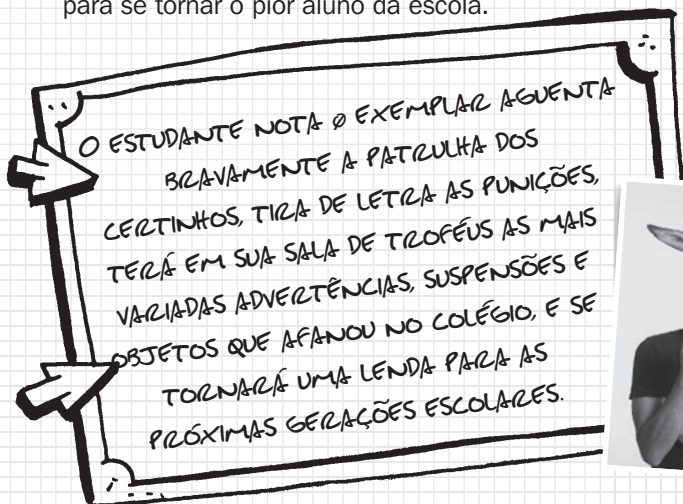 para se tornar o pior aluno da escola.
O ESTUDANTE NOTA Ø EXEMPLAR AGUENTA
BRAVAMENTE A PATRULHA DOS
CERTINHOS, TIRA DE LETRA AS PUNIÇÕES,
TERÁ EM SUA SALA DE TROFÉUS AS MAIS
VARIADAS ADVERTÊNCIAS, SUSPENSÕES E
OBJETOS QUE AFANOU NO COLÉGIO, E SE
TORNARÁ UMA LENDA PARA AS
PRÓXIMAS GERAÇÕES ESCOLARES.